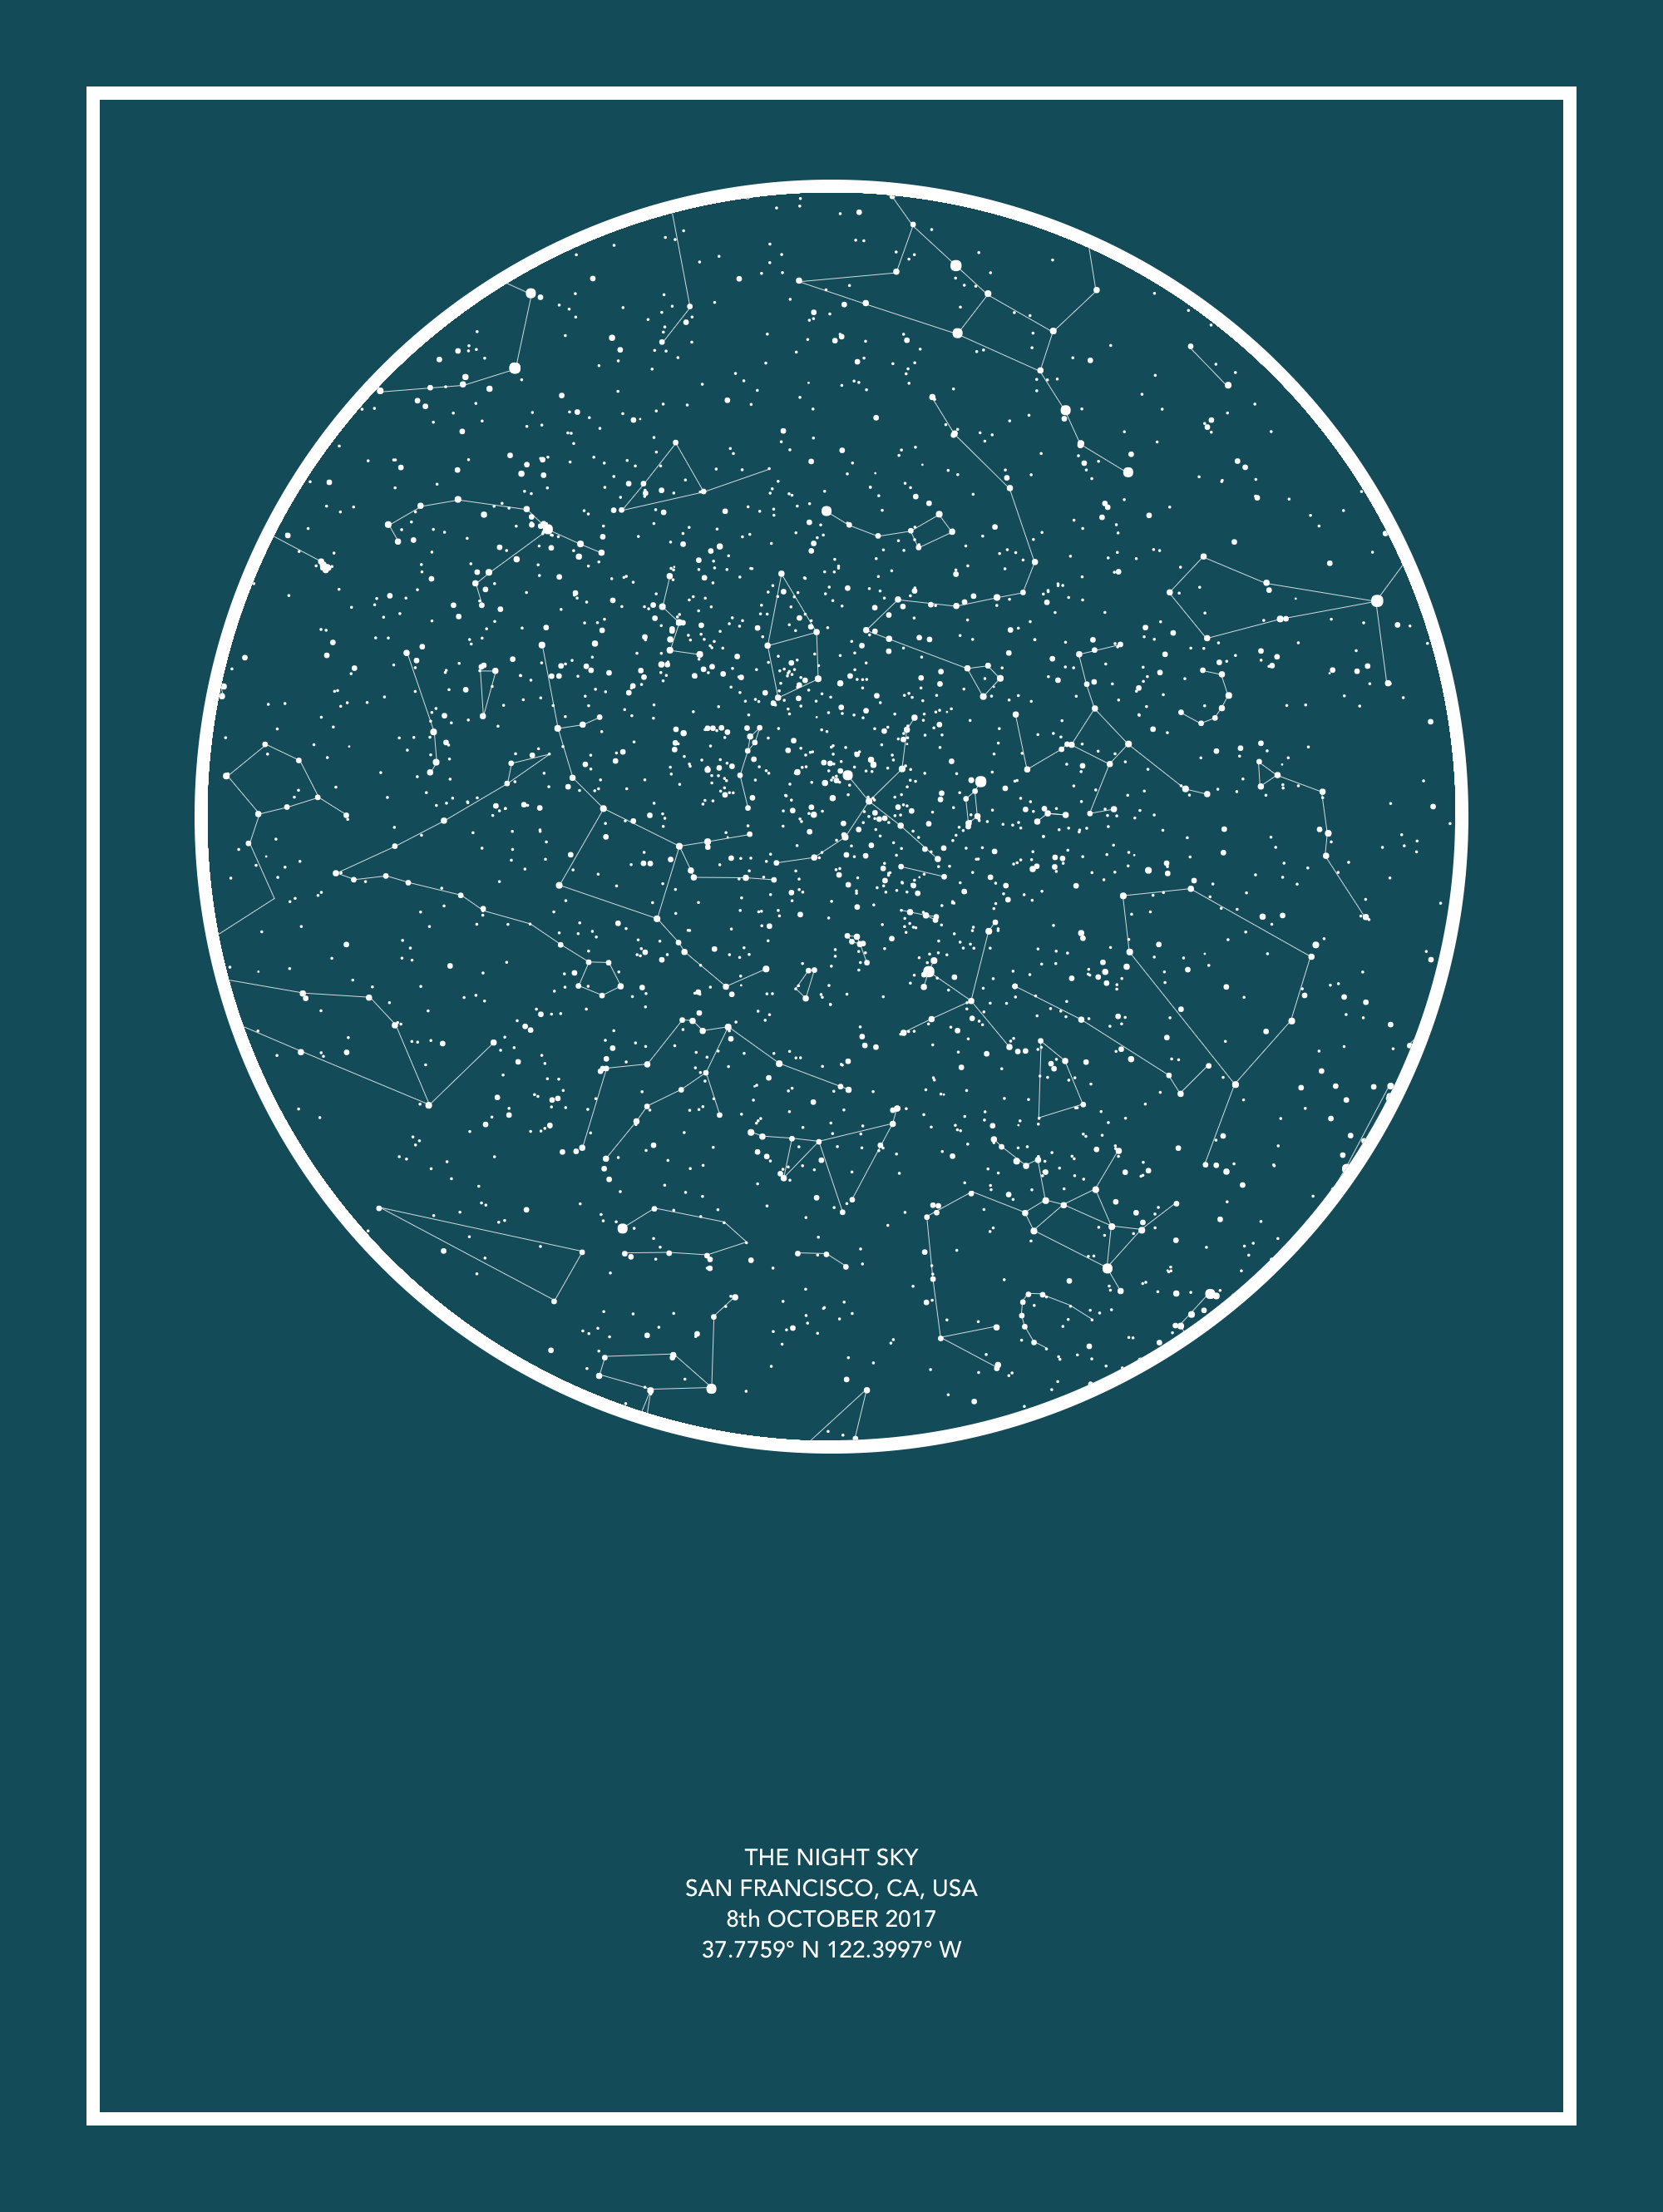 THE NIGHT SKY
SAN FRANCISCO, CA, USA
8th OCTOBER 2017
37.7759° N 122.3997° W